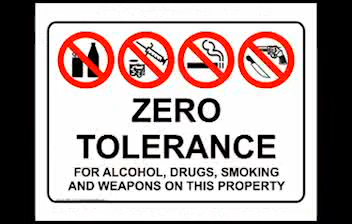 ZERO
TOLERANCE
FOR ALCOHOL, DRUGS, SMOKING
AND WEAPONS ON THIS PROPERTY